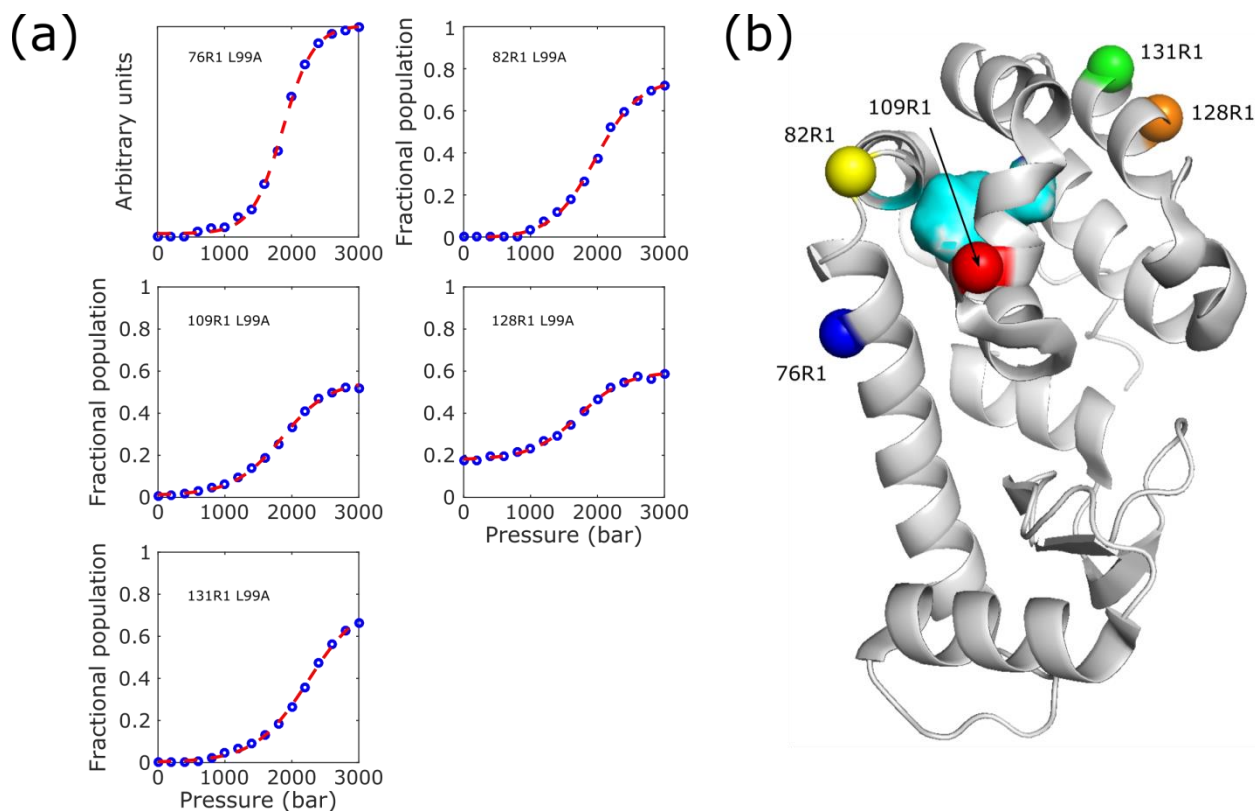 (a)
Arbitrary units
76R1 L99A
0 1000 2000 3000
Fractional population
1
0.8
0.6
0.4
0.2
0
82R1 L99A
0 1000 2000 3000
Fractional population
1
0.8
0.6
0.4
0.2
0
109R1 L99A
0 1000 2000 3000
Fractional population
1
0.8
0.6
0.4
0.2
0
128R1 L99A
0 1000 2000 3000
Pressure (bar)
Fractional population
1
0.8
0.6
0.4
0.2
0
131R1 L99A
0 1000 2000 3000
Pressure (bar)
(b)
131R1
109R1
128R1
82R1
76R1